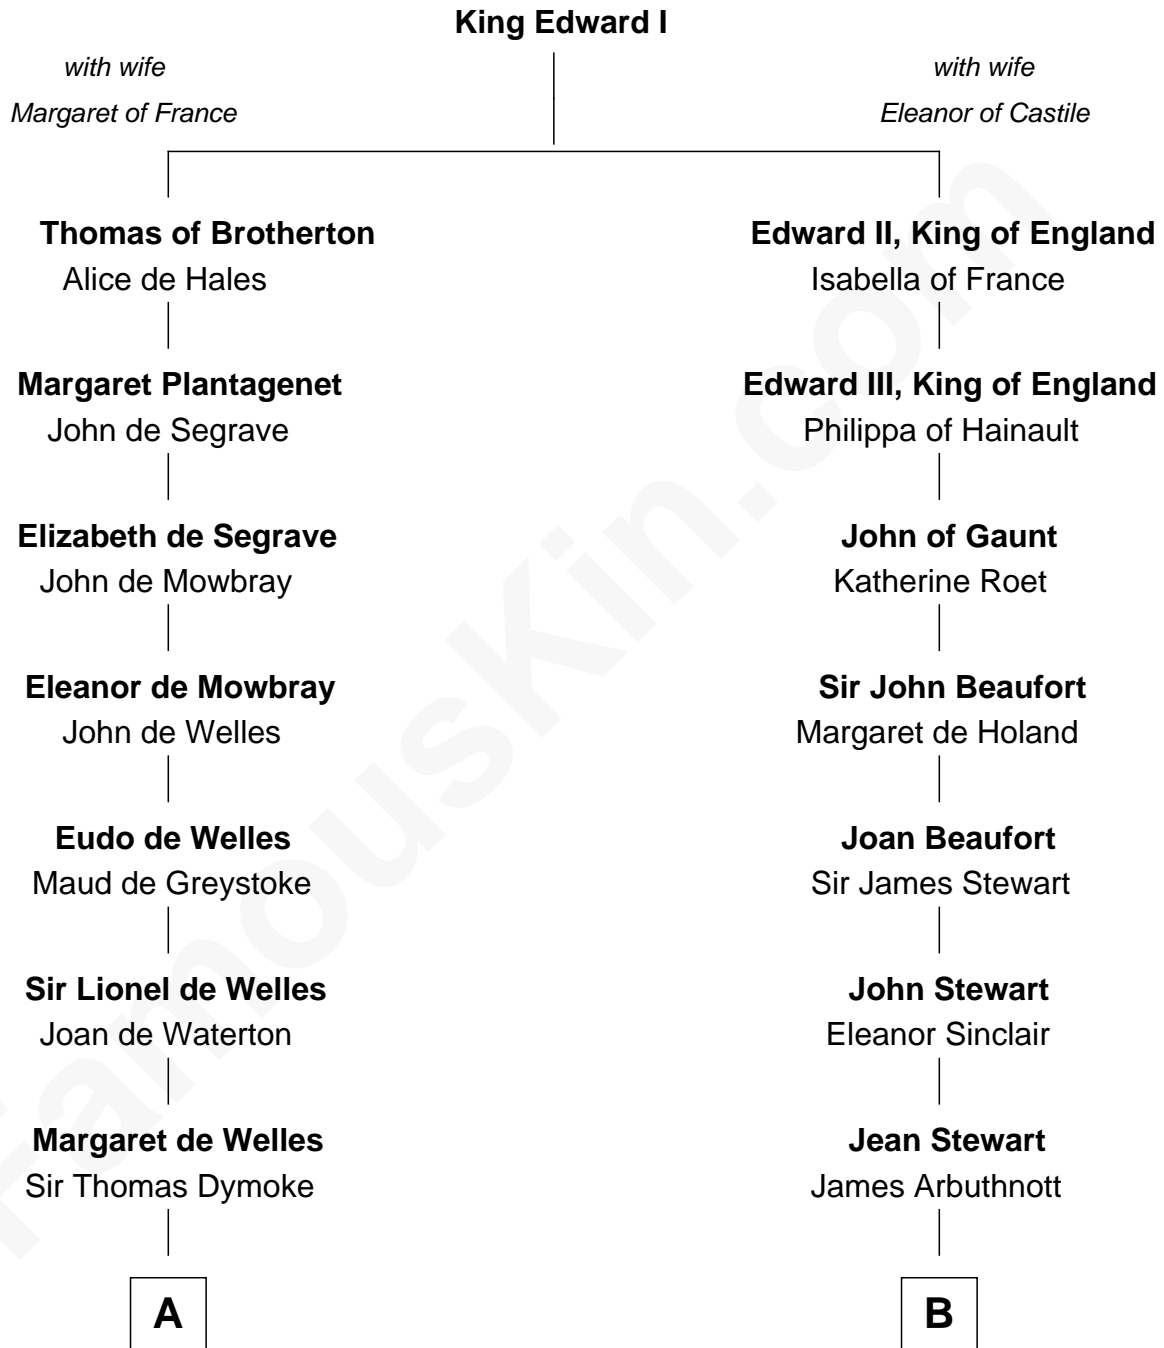 King Edward I
with wife
Margaret of France
with wife
Eleanor of Castile
Thomas of Brotherton
Alice de Hales
Margaret Plantagenet
John de Segrave
Elizabeth de Segrave
John de Mowbray
Eleanor de Mowbray
John de Welles
Eudo de Welles
Maud de Greystoke
Sir Lionel de Welles
Joan de Waterton
Margaret de Welles
Sir Thomas Dymoke
A
Edward II, King of England
Isabella of France
Edward III, King of England
Philippa of Hainault
John of Gaunt
Katherine Roet
Sir John Beaufort
Margaret de Holand
Joan Beaufort
Sir James Stewart
John Stewart
Eleanor Sinclair
Jean Stewart
James Arbuthnott
B
FamousKin.com